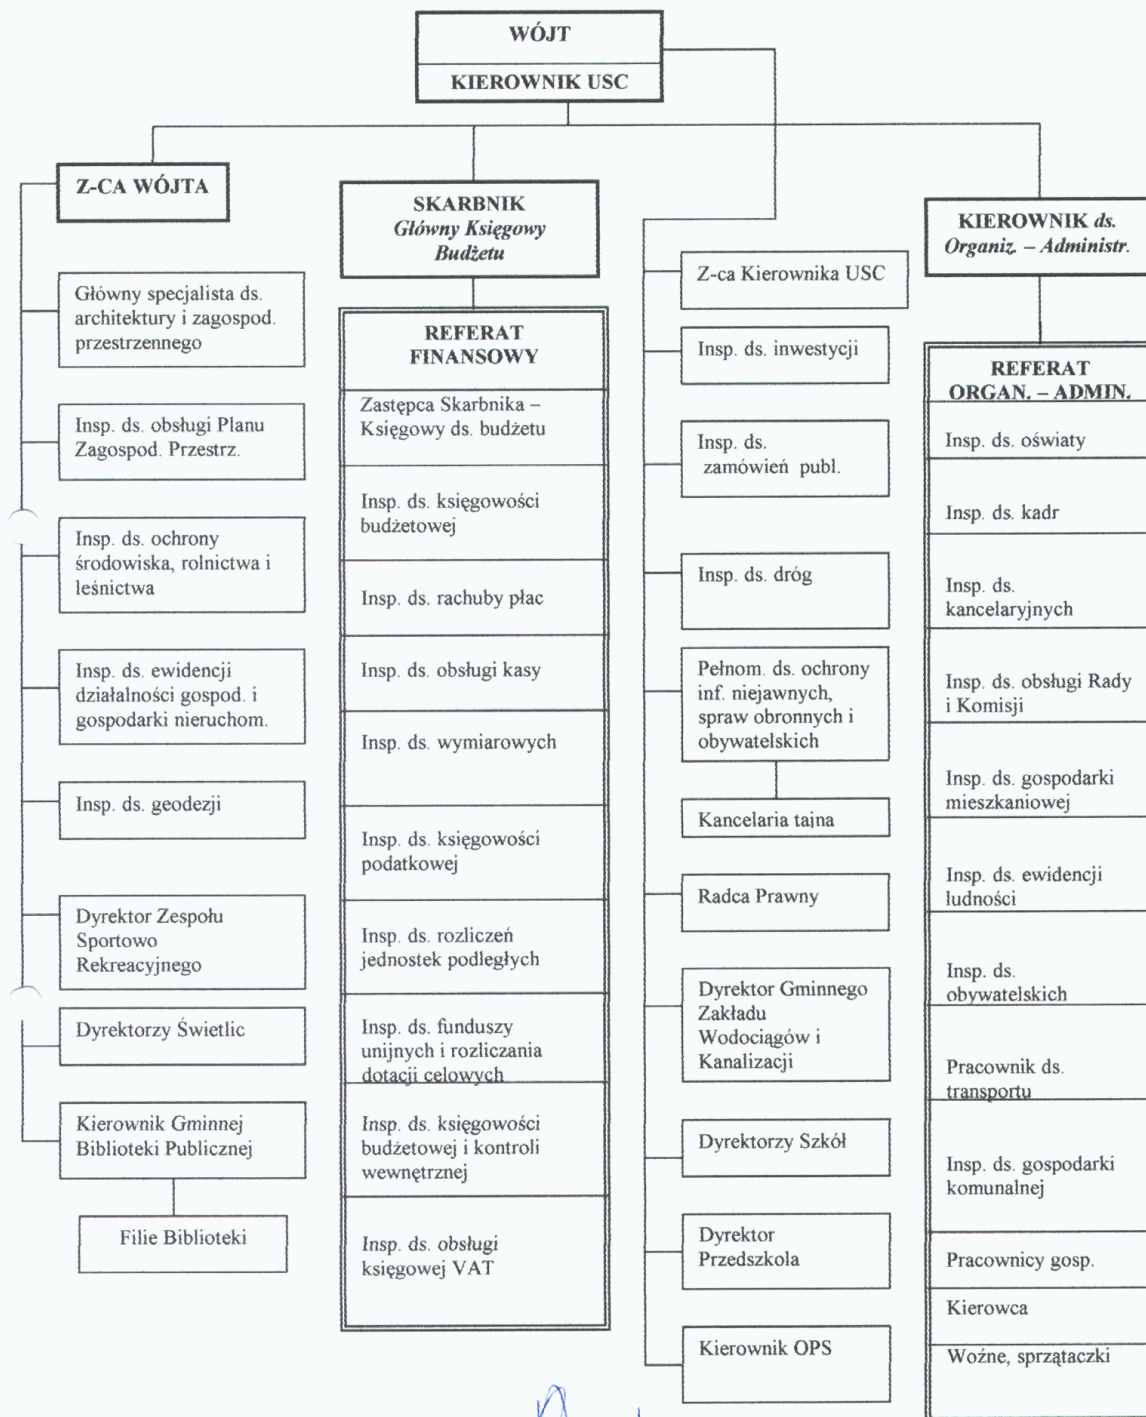 WÓJT
KIEROWNIK USC
Z-CA WÓJTA
Główny specjalista ds.
architektury i zagospod.
przestrzennego
Insp. ds. obsługi Planu
Zagospod. Przestrz.
Insp. ds. ochrony
środowiska, rolnictwa i
leśnictwa
Insp. ds. ewidencji
działalności gospod. i
gospodarki nieruchom.
Insp. ds. geodezji
Dyrektor Zespołu
Sportowo
Rekreacyjnego
Dyrektorzy Świetlic
Kierownik Gminnej
Biblioteki Publicznej
Filie Biblioteki
SKARBNIK
Główny Księgowy
Budżetu
REFERAT
FINANSOWY
Zastępca Skarbnika –
Księgowy ds. budżetu
Insp. ds. księgowości
budżetowej
Insp. ds. rachuby płac
Insp. ds. obsługi kasy
Insp. ds. wymiarowych
Insp. ds. księgowości
podatkowej
Insp. ds. rozliczeń
jednostek podległych
Insp. ds. funduszy
unijnych i rozliczania
dotacji celowych
Insp. ds. księgowości
budżetowej i kontroli
wewnętrznej
Insp. ds. obsługi
księgowej VAT
Z-ca Kierownika USC
Insp. ds. inwestycji
Insp. ds.
zamówień publ.
Insp. ds. dróg
Pełnom. ds. ochrony
inf. niejawnych,
spraw obronnych i
obywatelskich
Kancelaria tajna
Radca Prawny
Dyrektor Gminnego
Zakładu
Wodociągów i
Kanalizacji
Dyrektorzy Szkół
Dyrektor
Przedszkola
Kierownik OPS
KIEROWNIK ds.
Organiz. – Administr.
REFERAT
ORGAN. – ADMIN.
Insp. ds. oświaty
Insp. ds. kadr
Insp. ds.
kancelaryjnych
Insp. ds. obsługi Rady
i Komisji
Insp. ds. gospodarki
mieszkaniowej
Insp. ds. ewidencji
ludności
Insp. ds.
obywatelskich
Pracownik ds.
transportu
Insp. ds. gospodarki
komunalnej
Pracownicy gosp.
Kierowca
Woźne, sprzątaczki